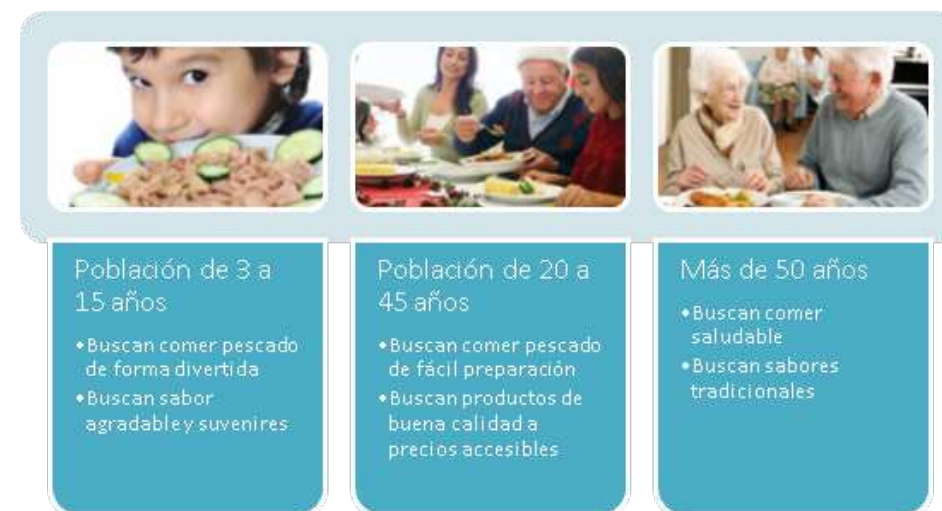 Población de 3 a
15 años
•Buscan comer pescado
de forma divertida
•Buscan sabor
agradable y suvenires
Población de 20 a
45 años
•Buscan comer pescado
de fácil preparación
•Buscan productos de
buena calidad a
precios accesibles
Más de 50 años
•Buscan comer
saludable
•Buscan sabores
tradicionales